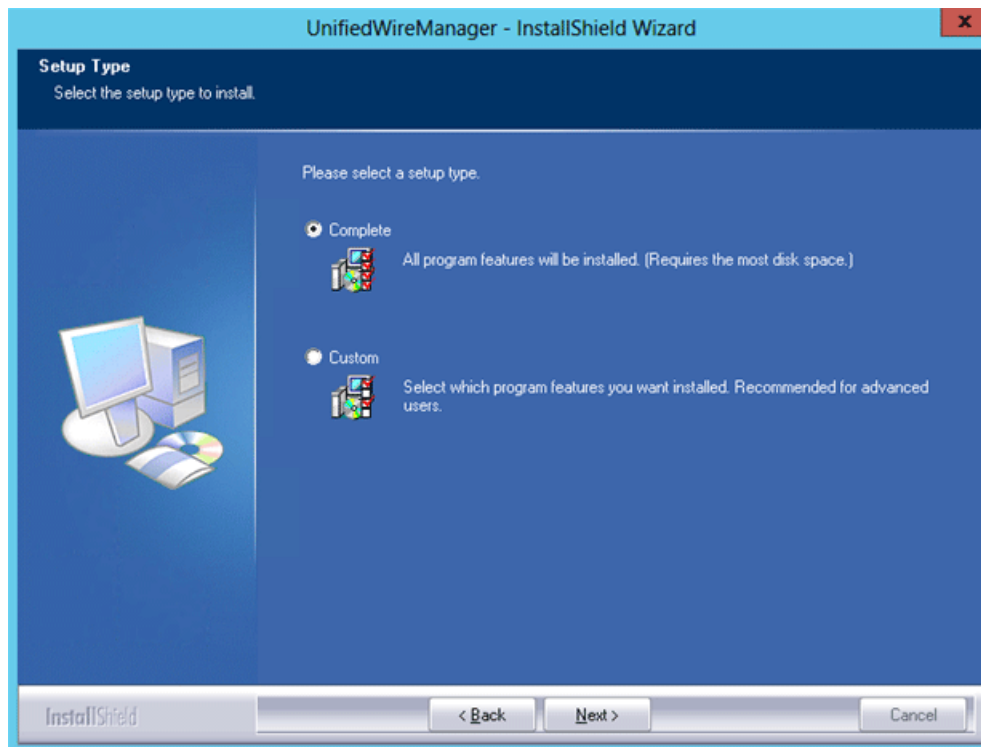 UnifiedWireManager - InstallShield Wizard
x
Setup Type
Select the setup type to install.
Please select a setup type.
Complete
All program features will be installed. (Requires the most disk space.)
Custom
Select which program features you want installed. Recommended for advanced
users.
InstallShield
< Back
Next >
Cancel